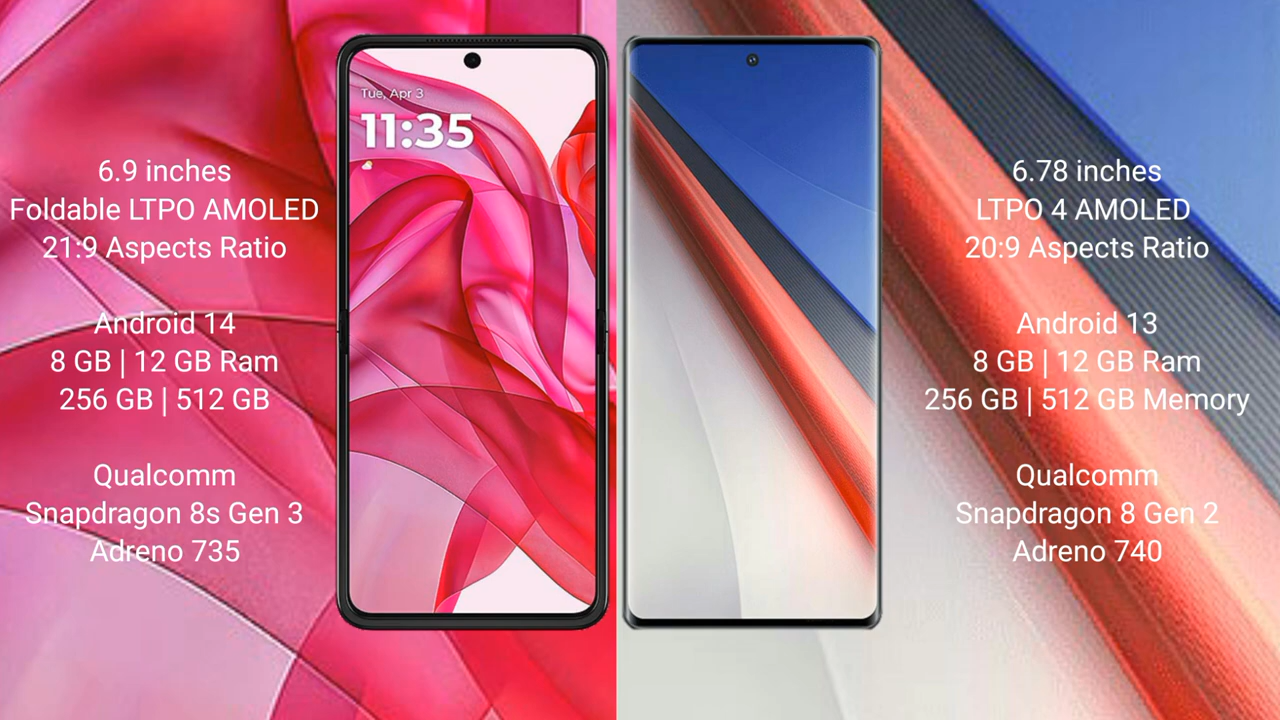 6.9 inches
Foldable LTPO AMOLED
21:9 Aspects Ratio
Android 14
8 GB | 12 GB Ram
256 GB | 512 GB
Qualcomm
Snapdragon 8s Gen 3
Adreno 735
Tue, Apr 3
11:35
6.78 inches
LTPO 4 AMOLED
20:9 Aspects Ratio
Android 13
8 GB | 12 GB Ram
256 GB | 512 GB Memory
Qualcomm
Snapdragon 8 Gen 2
Adreno 740